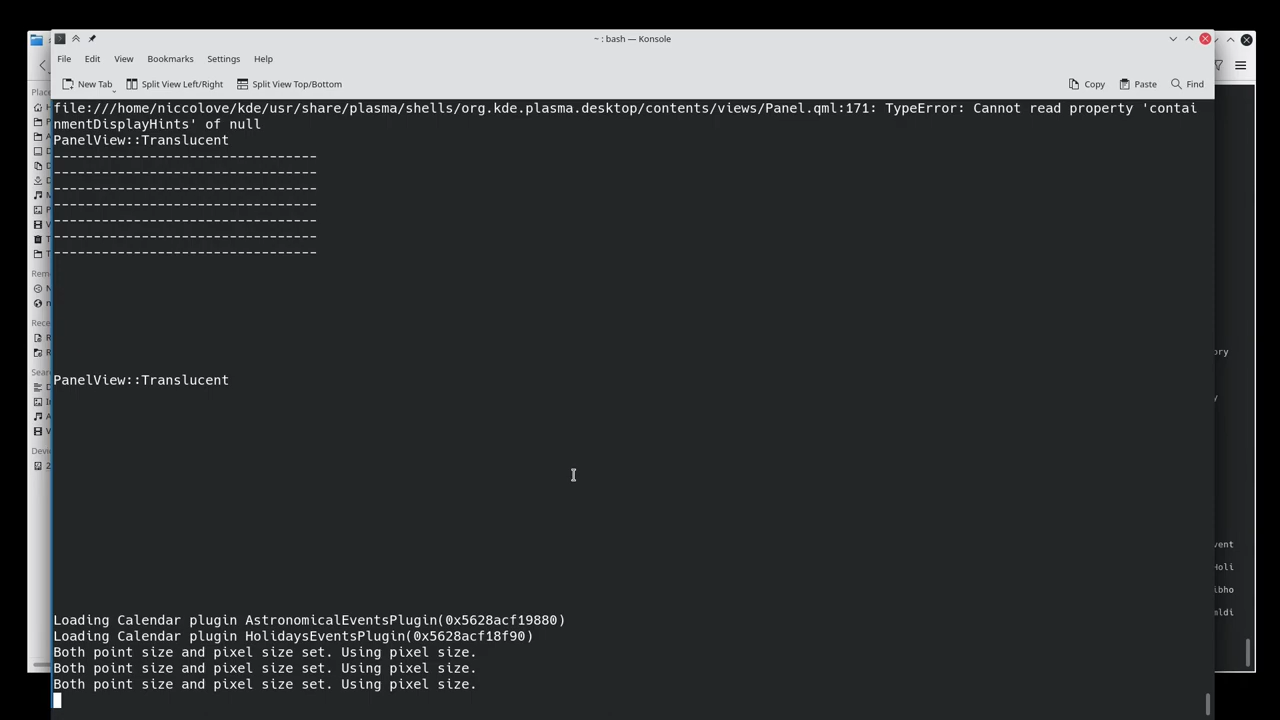 ~ : bash — Konsole
File Edit View Bookmarks Settings Help
New Tab Split View Left/Right Split View Top/Bottom Copy Paste Find
file:///home/niccolove/kde/usr/share/plasma/shells/org.kde.plasma.desktop/contents/views/Panel.qml:171: TypeError: Cannot read property 'contai
nmentDisplayHints' of null
PanelView::Translucent
---------------------------------
---------------------------------
---------------------------------
---------------------------------
---------------------------------
---------------------------------
---------------------------------
PanelView::Translucent
Loading Calendar plugin AstronomicalEventsPlugin(0x5628acf19880)
Loading Calendar plugin HolidaysEventsPlugin(0x5628acf18f90)
Both point size and pixel size set. Using pixel size.
Both point size and pixel size set. Using pixel size.
Both point size and pixel size set. Using pixel size.